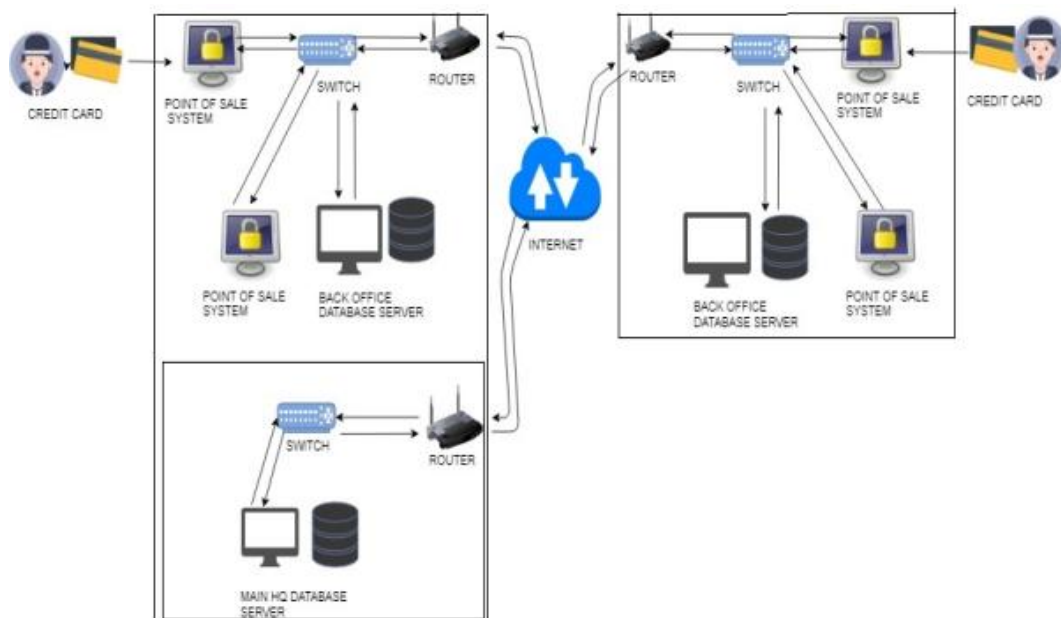 CREDIT CARD
POINT OF SALE
SYSTEM
SWITCH
ROUTER
POINT OF SALE
SYSTEM
BACK OFFICE
DATABASE SERVER
INTERNET
ROUTER
SWITCH
POINT OF SALE
SYSTEM
CREDIT CARD
BACK OFFICE
DATABASE SERVER
POINT OF SALE
SYSTEM
SWITCH
ROUTER
MAIN HQ DATABASE
SERVER